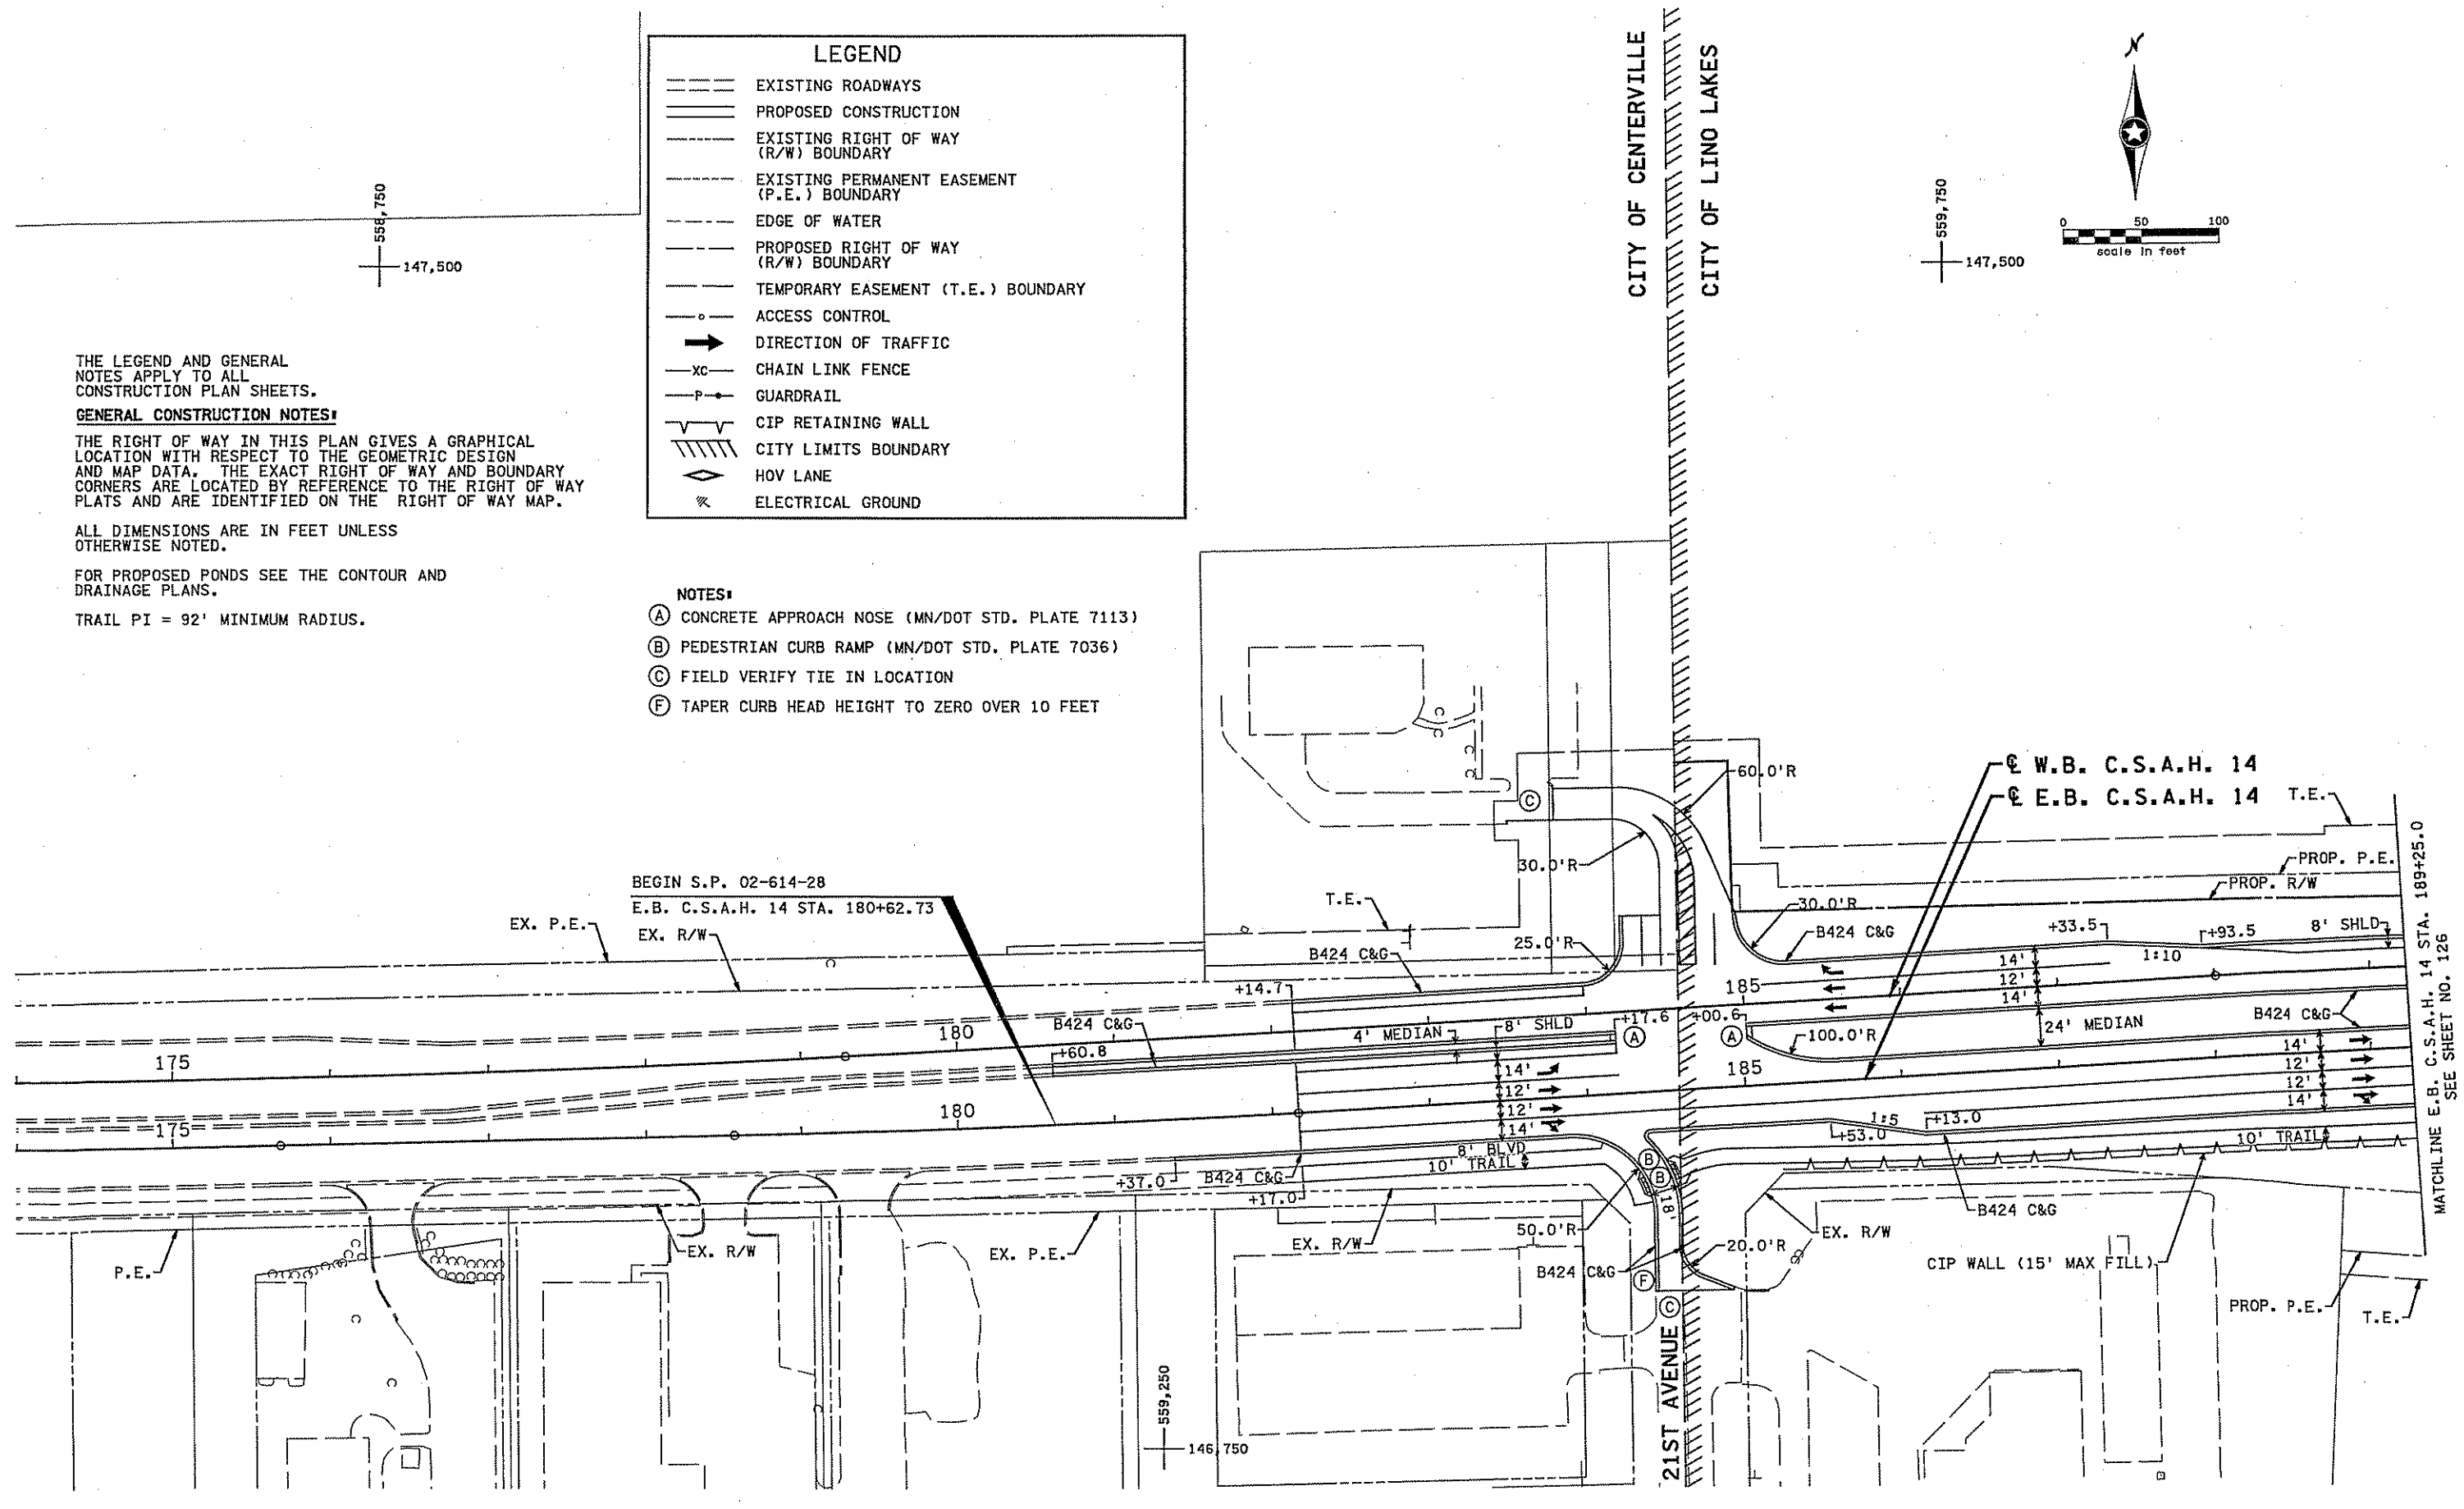 LEGEND
EXISTING ROADWAYS
PROPOSED CONSTRUCTION
EXISTING RIGHT OF WAY
(R/W) BOUNDARY
EXISTING PERMANENT EASEMENT
(P.E.) BOUNDARY
EDGE OF WATER
PROPOSED RIGHT OF WAY
(R/W) BOUNDARY
TEMPORARY EASEMENT (T.E.) BOUNDARY
ACCESS CONTROL
DIRECTION OF TRAFFIC
XC
CHAIN LINK FENCE
P
GUARDRAIL
CIP RETAINING WALL
CITY LIMITS BOUNDARY
HOV LANE
ELECTRICAL GROUND
CITY OF CENTERVILLE
CITY OF LINO LAKES
N
0 50 100
scale in feet
558,750
147,500
559,750
147,500
THE LEGEND AND GENERAL
NOTES APPLY TO ALL
CONSTRUCTION PLAN SHEETS.
GENERAL CONSTRUCTION NOTES:
THE RIGHT OF WAY IN THIS PLAN GIVES A GRAPHICAL
LOCATION WITH RESPECT TO THE GEOMETRIC DESIGN
AND MAP DATA. THE EXACT RIGHT OF WAY AND BOUNDARY
CORNERS ARE LOCATED BY REFERENCE TO THE RIGHT OF WAY
PLATS AND ARE IDENTIFIED ON THE RIGHT OF WAY MAP.
ALL DIMENSIONS ARE IN FEET UNLESS
OTHERWISE NOTED.
FOR PROPOSED PONDS SEE THE CONTOUR AND
DRAINAGE PLANS.
TRAIL PI = 92' MINIMUM RADIUS.
NOTES:
A CONCRETE APPROACH NOSE (MN/DOT STD. PLATE 7113)
B PEDESTRIAN CURB RAMP (MN/DOT STD. PLATE 7036)
C FIELD VERIFY TIE IN LOCATION
F TAPER CURB HEAD HEIGHT TO ZERO OVER 10 FEET
60.0'R
C
30.0'R
℄ W.B. C.S.A.H. 14
℄ E.B. C.S.A.H. 14
T.E.
PROP. P.E.
PROP. R/W
BEGIN S.P. 02-614-28
E.B. C.S.A.H. 14 STA. 180+62.73
EX. P.E.
EX. R/W
T.E.
B424 C&G
25.0'R
30.0'R
B424 C&G
+33.5
+93.5
8' SHLD
1:10
14'
12'
14'
+14.7
185
175
180
B424 C&G
+60.8
4' MEDIAN
8' SHLD
+17.6
A
+00.6
A
100.0'R
24' MEDIAN
B424 C&G
14'
12'
12'
14'
185
14'
12'
12'
14'
175
180
1:5
+53.0
+13.0
10' TRAIL
8' BLVD
10' TRAIL
B
B
+37.0
B424 C&G
+17.0
18'
P.E.
EX. R/W
EX. P.E.
EX. R/W
50.0'R
B424 C&G
20.0'R
EX. R/W
B424 C&G
CIP WALL (15' MAX FILL)
F
C
PROP. P.E.
T.E.
559,250
146,750
21ST AVENUE
MATCHLINE E.B. C.S.A.H. 14 STA. 189+25.0
SEE SHEET NO. 126